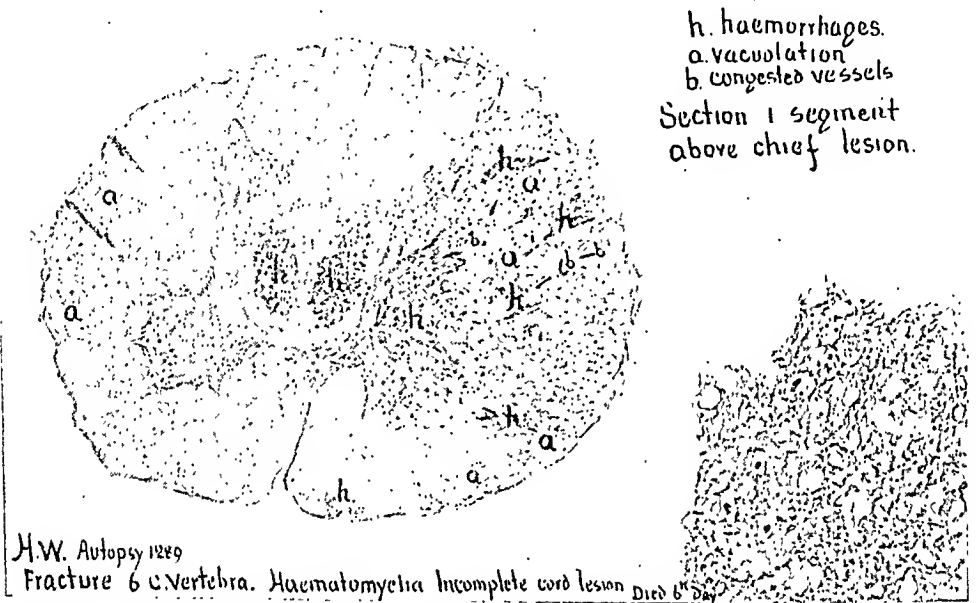 h. haemorrhages.
a. vacuolation
b. congested vessels
Section 1 segment
above chief lesion.
h
a
a
h
b
a
b-b
h
h
h
h
a
h
a
a
h
H.W. Autopsy 1289
Fracture 6 C. Vertebra. Haematomyelia Incomplete cord lesion Died 6th day